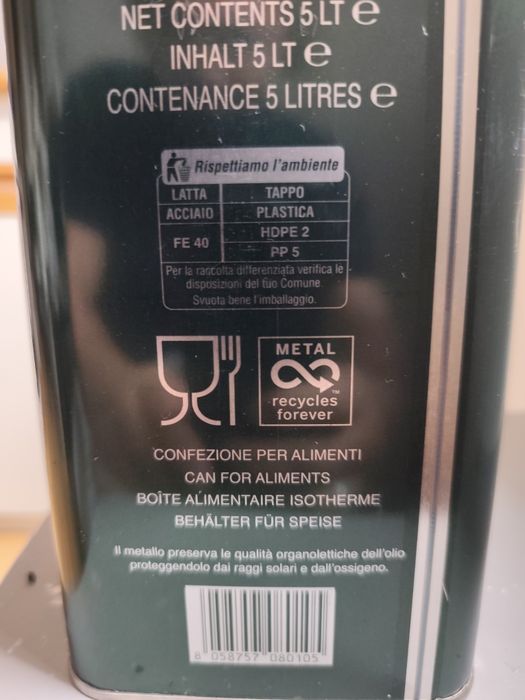 NET CONTENTS 5 LT e
INHALT 5 LT e
CONTENANCE 5 LITRES e
Rispettiamo l'ambiente
LATTA TAPPO
ACCIAIO PLASTICA
FE 40 HDPE 2
PP 5
Per la raccolta differenziata verifica le
disposizioni del tuo Comune.
Svuota bene l'imballaggio.
METAL
TM
recycles
forever
CONFEZIONE PER ALIMENTI
CAN FOR ALIMENTS
BOÎTE ALIMENTAIRE ISOTHERME
BEHÄLTER FÜR SPEISE
Il metallo preserva le qualità organolettiche dell'olio
proteggendolo dai raggi solari e dall'ossigeno.
8 058757 080105